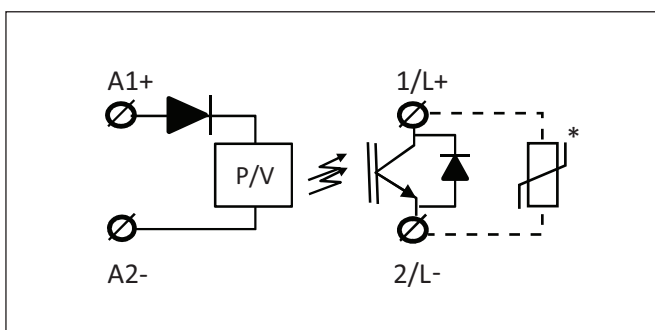 A1+
1/L+
*
P/V
A2-
2/L-